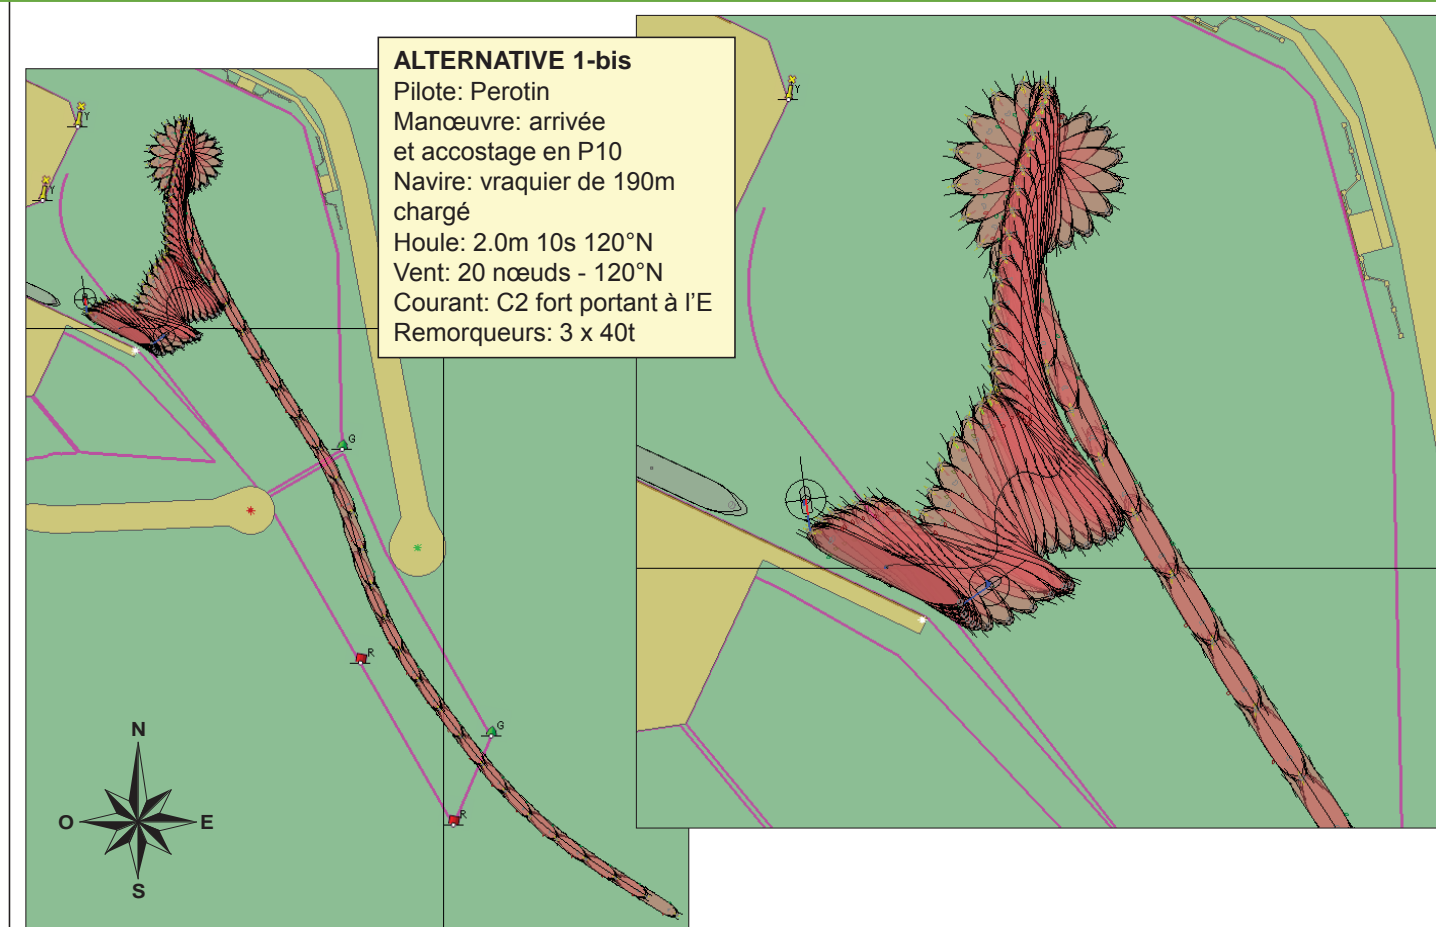 ALTERNATIVE 1-bis
Pilote: Perotin
Manœuvre: arrivée
et accostage en P10
Navire: vraquier de 190m
chargé
Houle: 2.0m 10s 120°N
Vent: 20 nœuds - 120°N
Courant: C2 fort portant à l'E
Remorqueurs: 3 x 40t
Y
Y
Y
G
R
G
R
N
O
E
S